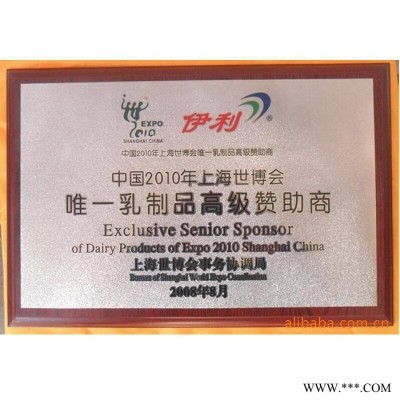 EXPO
2010
SHANGHAI CHINA
伊利®
中国2010年上海世博会唯一乳制品高级赞助商
中国2010年上海世博会
唯一乳制品高级赞助商
Exclusive Senior Sponsor
of Dairy Products of Expo 2010 Shanghai China
上海世博会事务协调局
Bureau of Shanghai World Expo Coordination
2008年8月
alibaba.com.cn
www.***.com